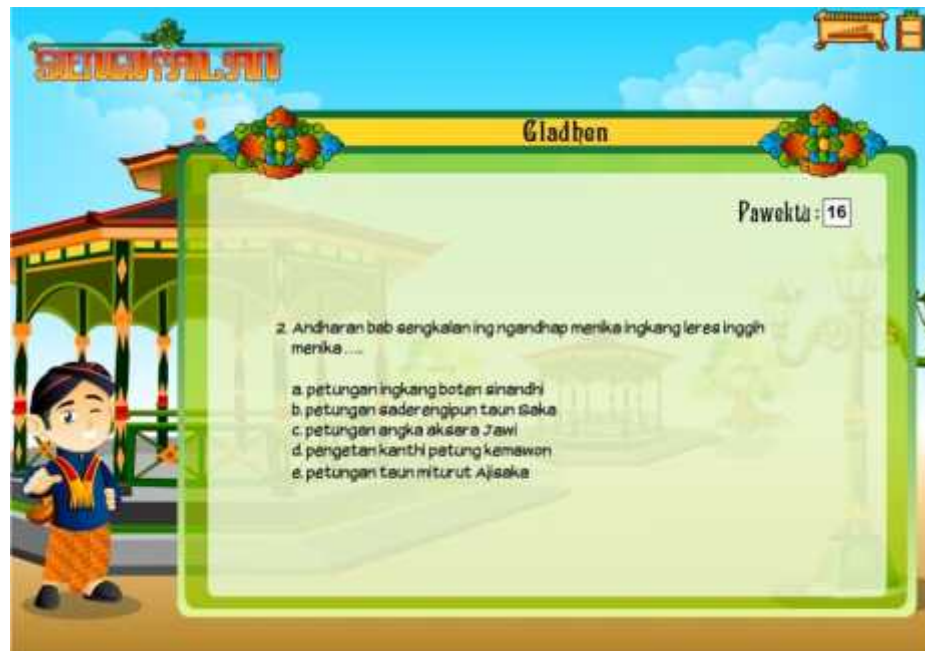 SENGKALAN
Gladhen
Pawektu : 16
2. Andharan bab sengkalan ing ngandhap menika ingkang leres inggih
menika ....
a. petungan ingkang boten sinandhi
b. petungan saderengipun taun Saka
c. petungan angka aksara Jawi
d. pengetan kanthi patung kemawon
e. petungan taun miturut Ajisaka